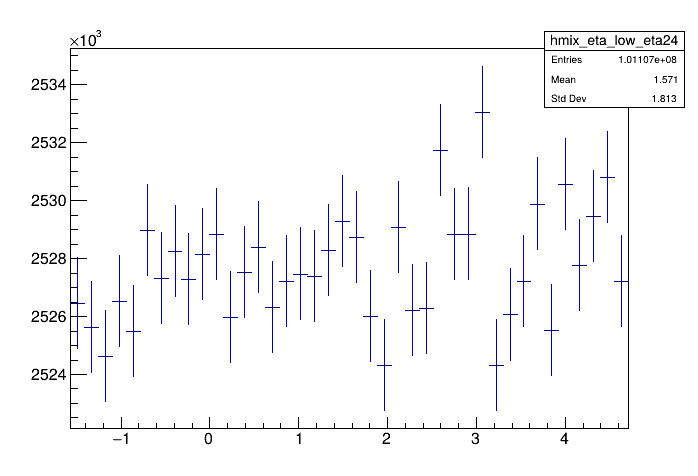 ×10³
hmix_eta_low_eta24
Entries 1.01107e+08
Mean 1.571
Std Dev 1.813
2534
2532
2530
2528
2526
2524
−1 0 1 2 3 4